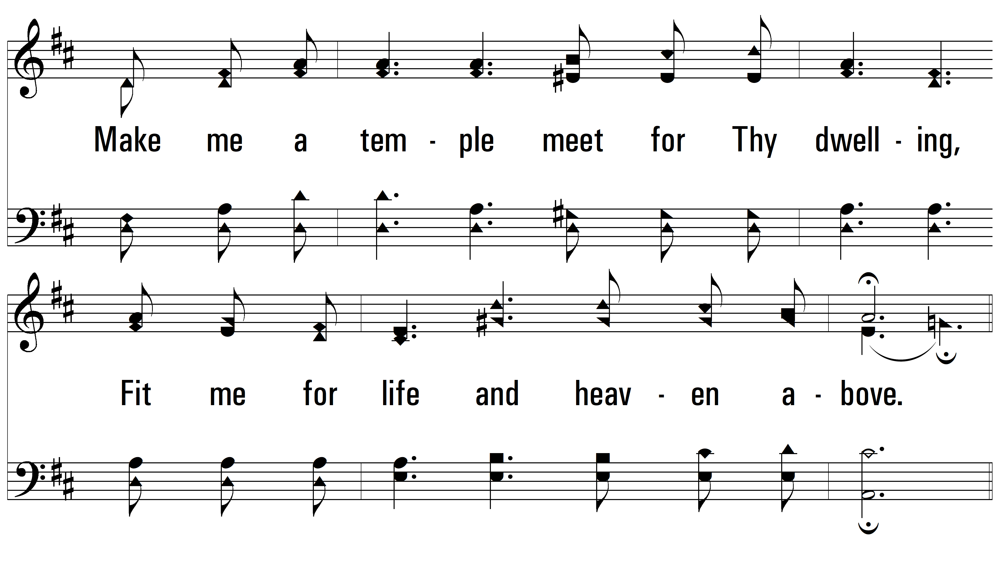 Make me a tem - ple meet for Thy dwell - ing,
Fit me for life and heav - en a - bove.